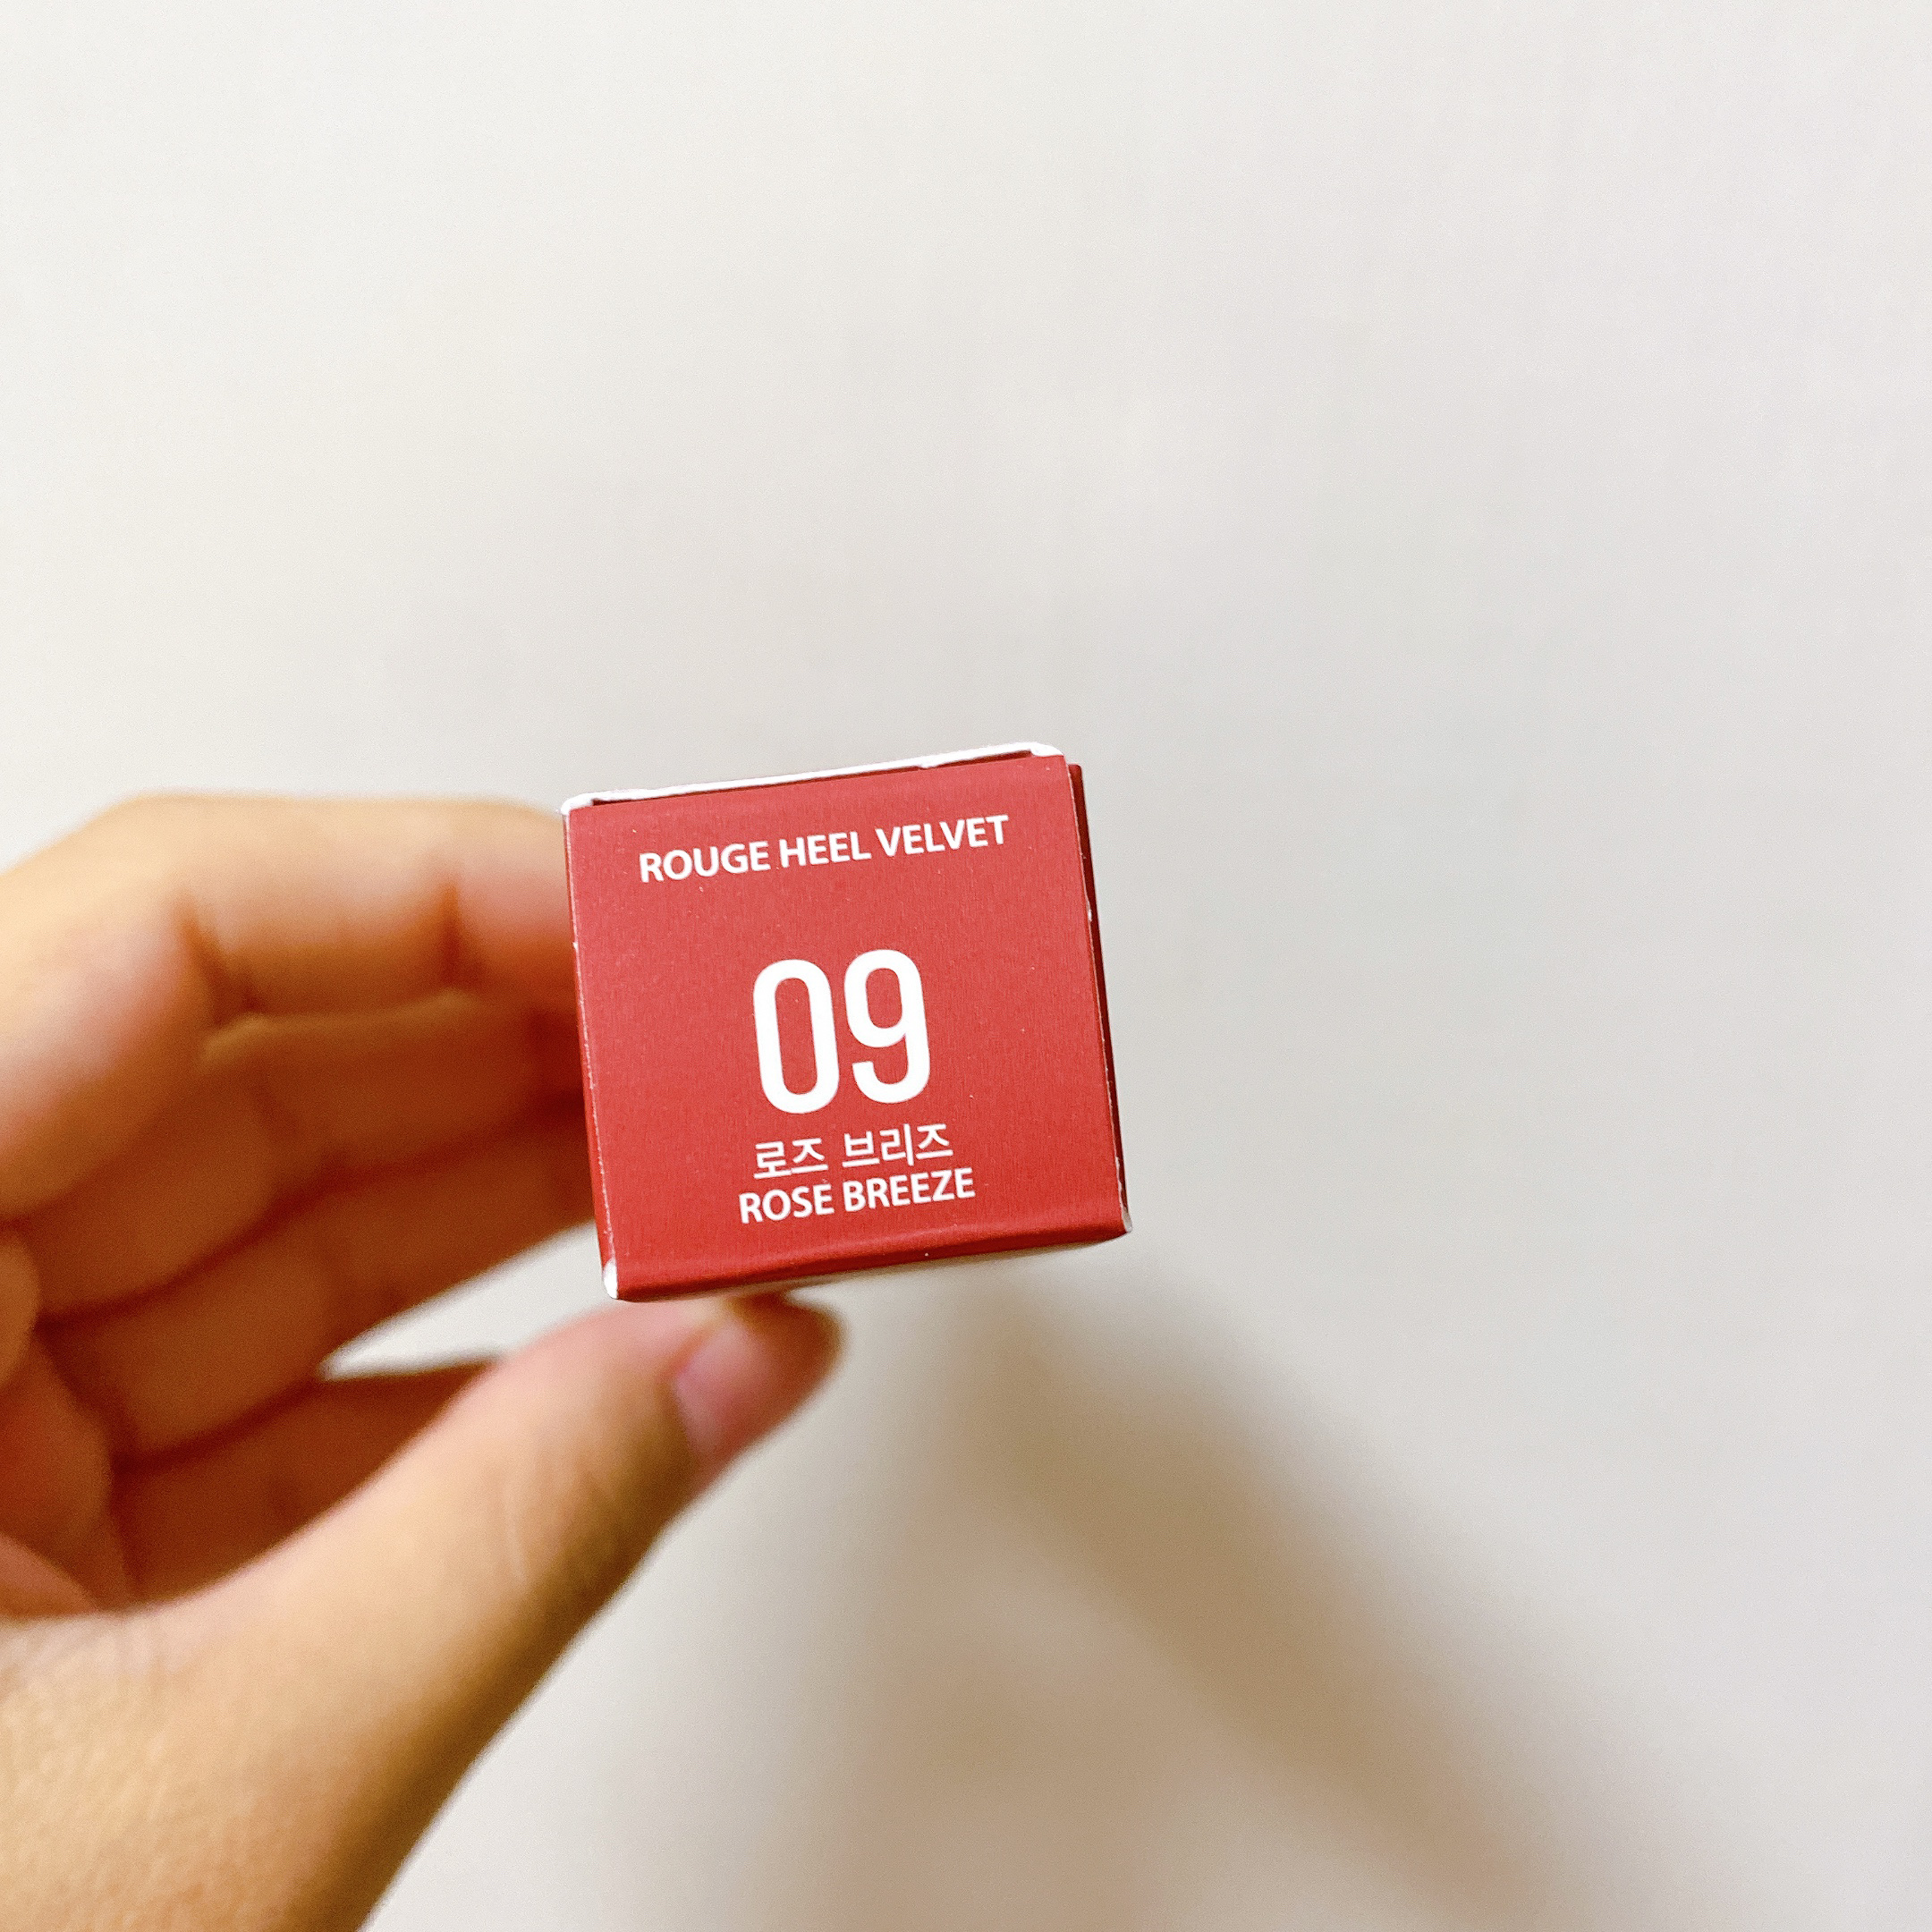 ROUGE HEEL VELVET
09
로즈 브리즈
ROSE BREEZE